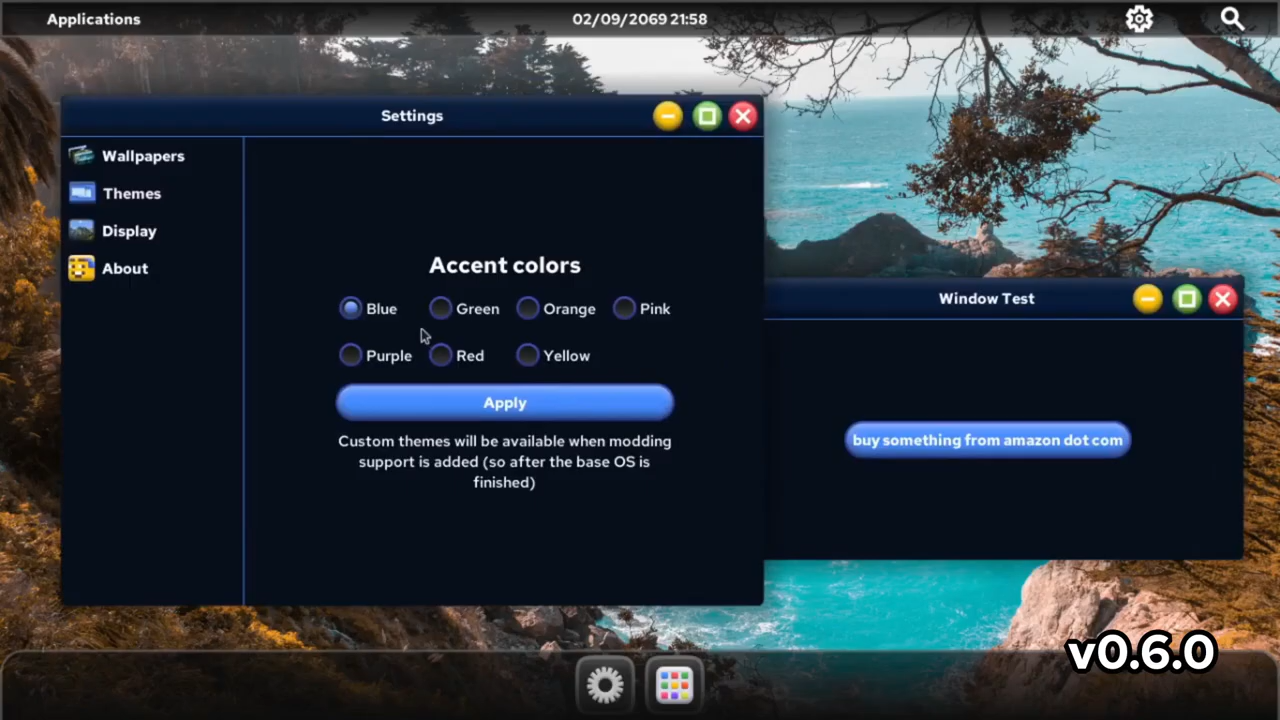 Applications
02/09/2069 21:58
Settings
Wallpapers
Themes
Display
About
Accent colors
Blue
Green
Orange
Pink
Purple
Red
Yellow
Apply
Custom themes will be available when modding
support is added (so after the base OS is
finished)
Window Test
buy something from amazon dot com
v0.6.0